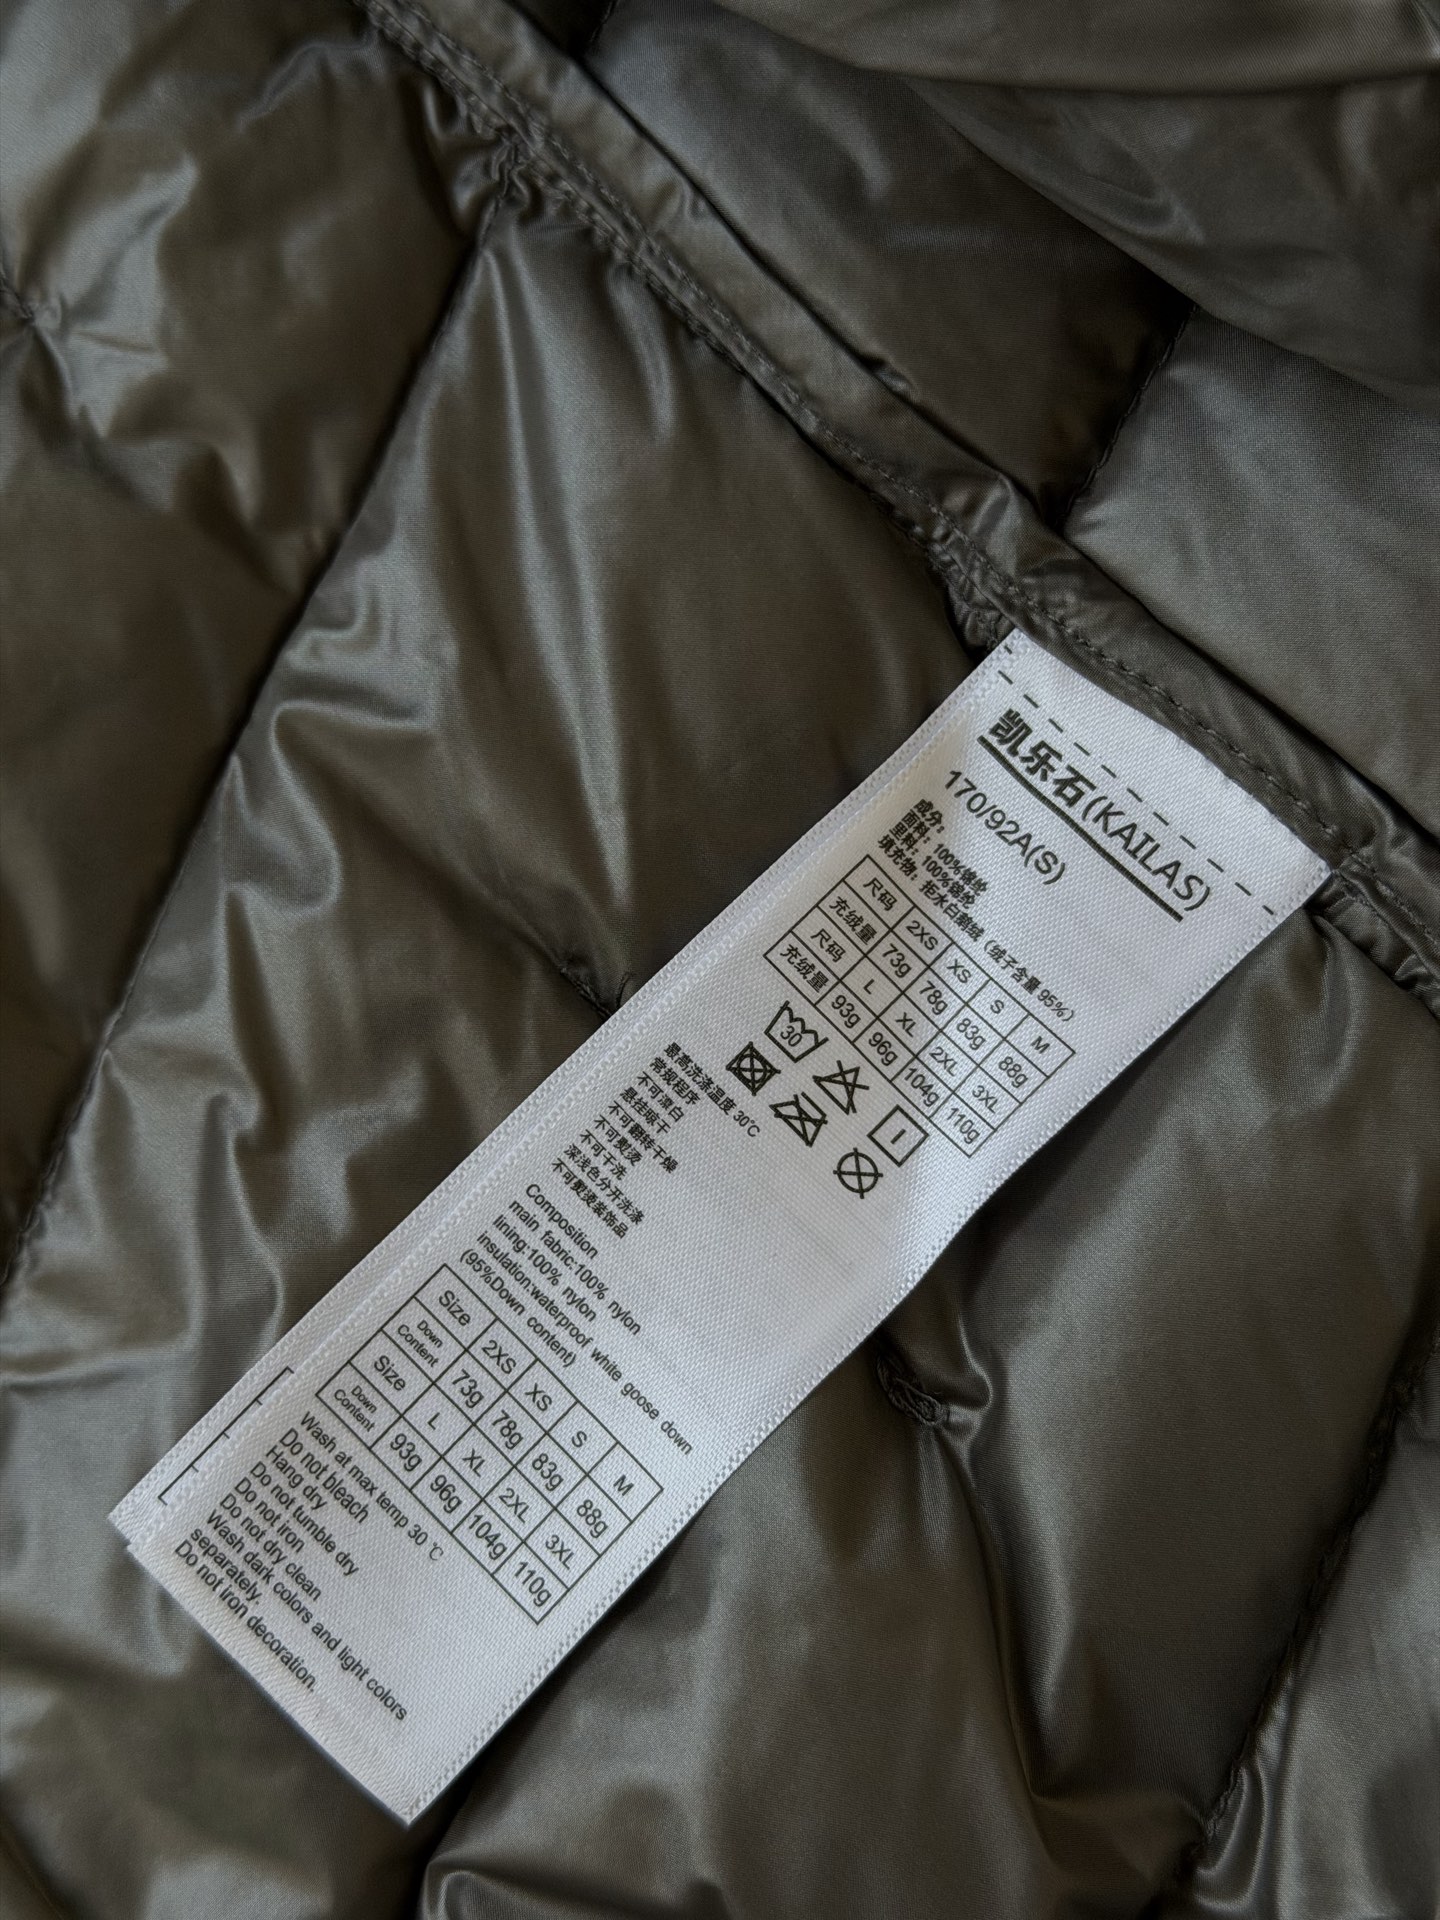 凯乐石(KAILAS)
170/92A(S)
成分：
面料：100%锦纶
里料：100%锦纶
填充物：拒水白鹅绒（绒子含量95%）
尺码 2XS XS S M
充绒量 73g 78g 83g 88g
尺码 L XL 2XL 3XL
充绒量 93g 96g 104g 110g
30
最高洗涤温度30℃
常规程序
不可漂白
悬挂晾干
不可翻转干燥
不可熨烫
不可干洗
深浅色分开洗涤
不可熨烫装饰品
Composition
main fabric:100% nylon
lining:100% nylon
insulation:waterproof white goose down
(95%Down content)
Size 2XS XS S M
Down Content 73g 78g 83g 88g
Size L XL 2XL 3XL
Down Content 93g 96g 104g 110g
Wash at max temp 30 ℃
Do not bleach
Hang dry
Do not tumble dry
Do not iron
Do not dry clean
Wash dark colors and light colors
separately.
Do not iron decoration.